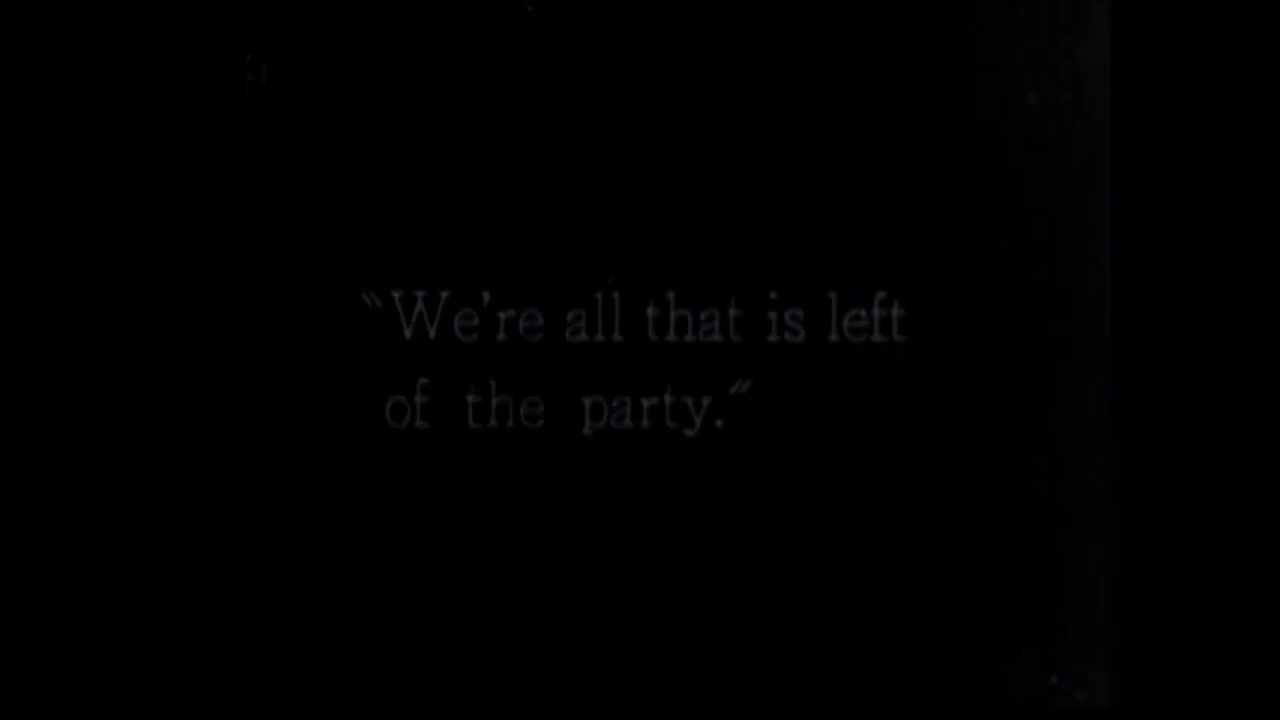 "We're all that is left
of the party."